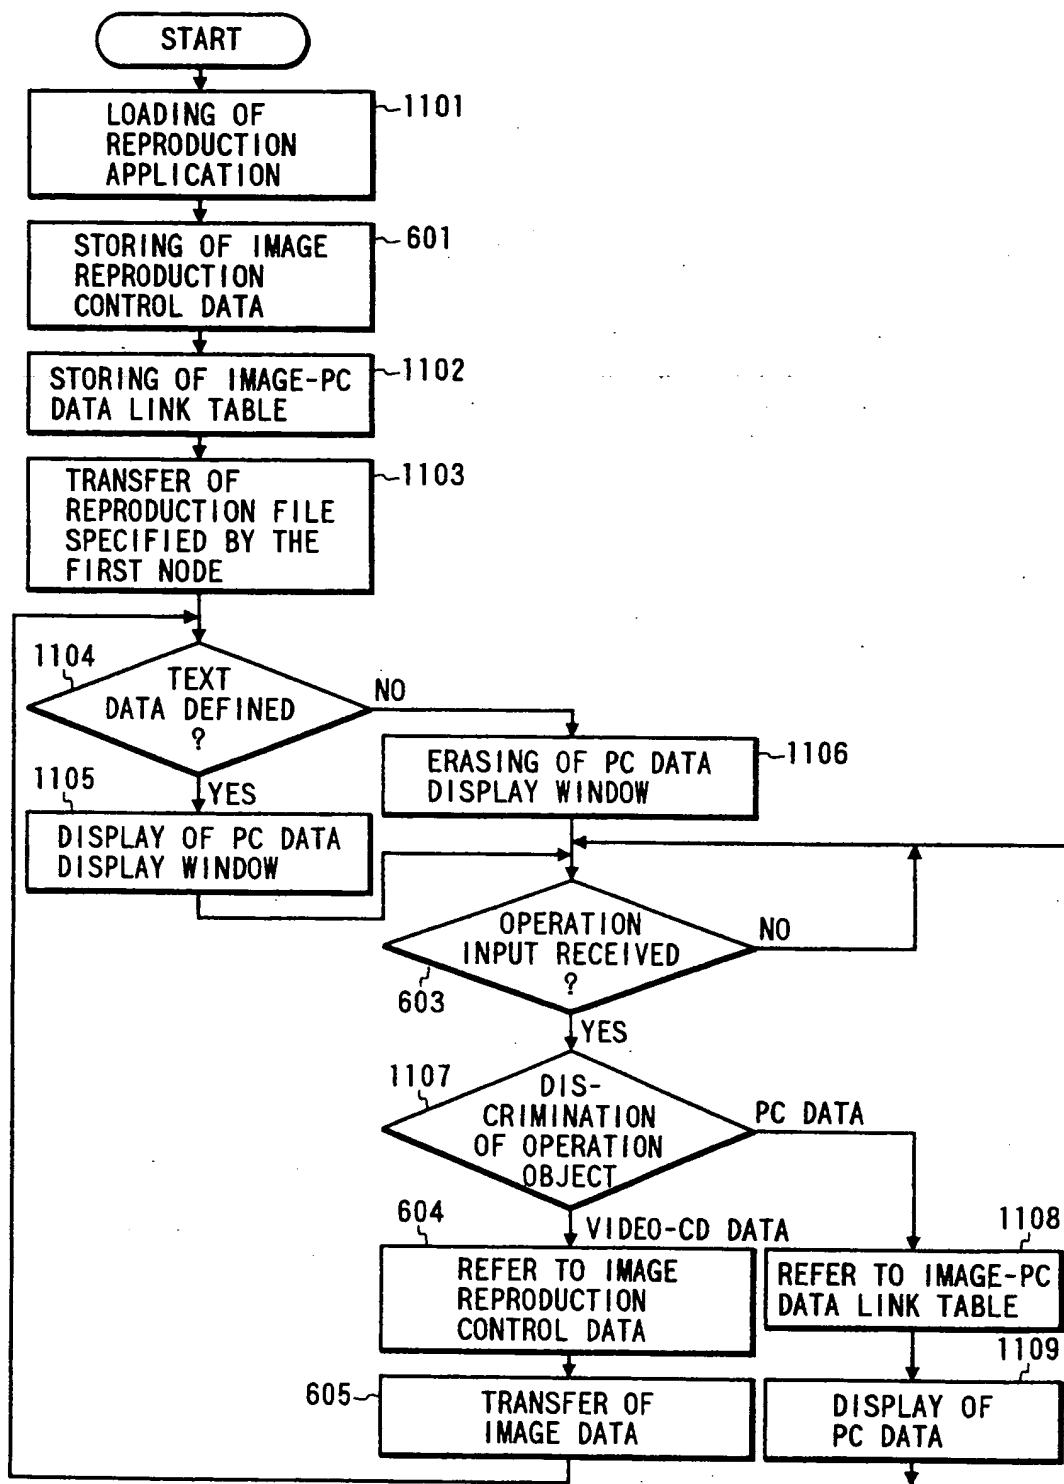 START
LOADING OF
REPRODUCTION
APPLICATION
1101
STORING OF IMAGE
REPRODUCTION
CONTROL DATA
601
STORING OF IMAGE-PC
DATA LINK TABLE
1102
TRANSFER OF
REPRODUCTION FILE
SPECIFIED BY THE
FIRST NODE
1103
1104
TEXT
DATA DEFINED
?
NO
YES
1105
DISPLAY OF PC DATA
DISPLAY WINDOW
ERASING OF PC DATA
DISPLAY WINDOW
1106
OPERATION
INPUT RECEIVED
?
NO
603
YES
1107
DIS-
CRIMINATION
OF OPERATION
OBJECT
PC DATA
VIDEO-CD DATA
604
REFER TO IMAGE
REPRODUCTION
CONTROL DATA
1108
REFER TO IMAGE-PC
DATA LINK TABLE
605
TRANSFER OF
IMAGE DATA
1109
DISPLAY OF
PC DATA